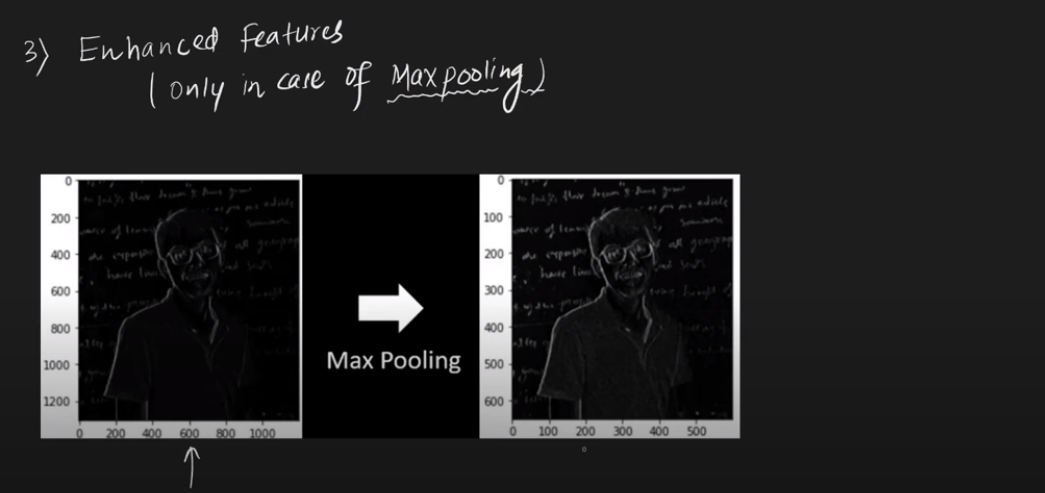 3) Enhanced Features
(only in case of Maxpooling)
0
200
400
600
800
1000
1200
0 200 400 600 800 1000
Max Pooling
0
100
200
300
400
500
600
0 100 200 300 400 500